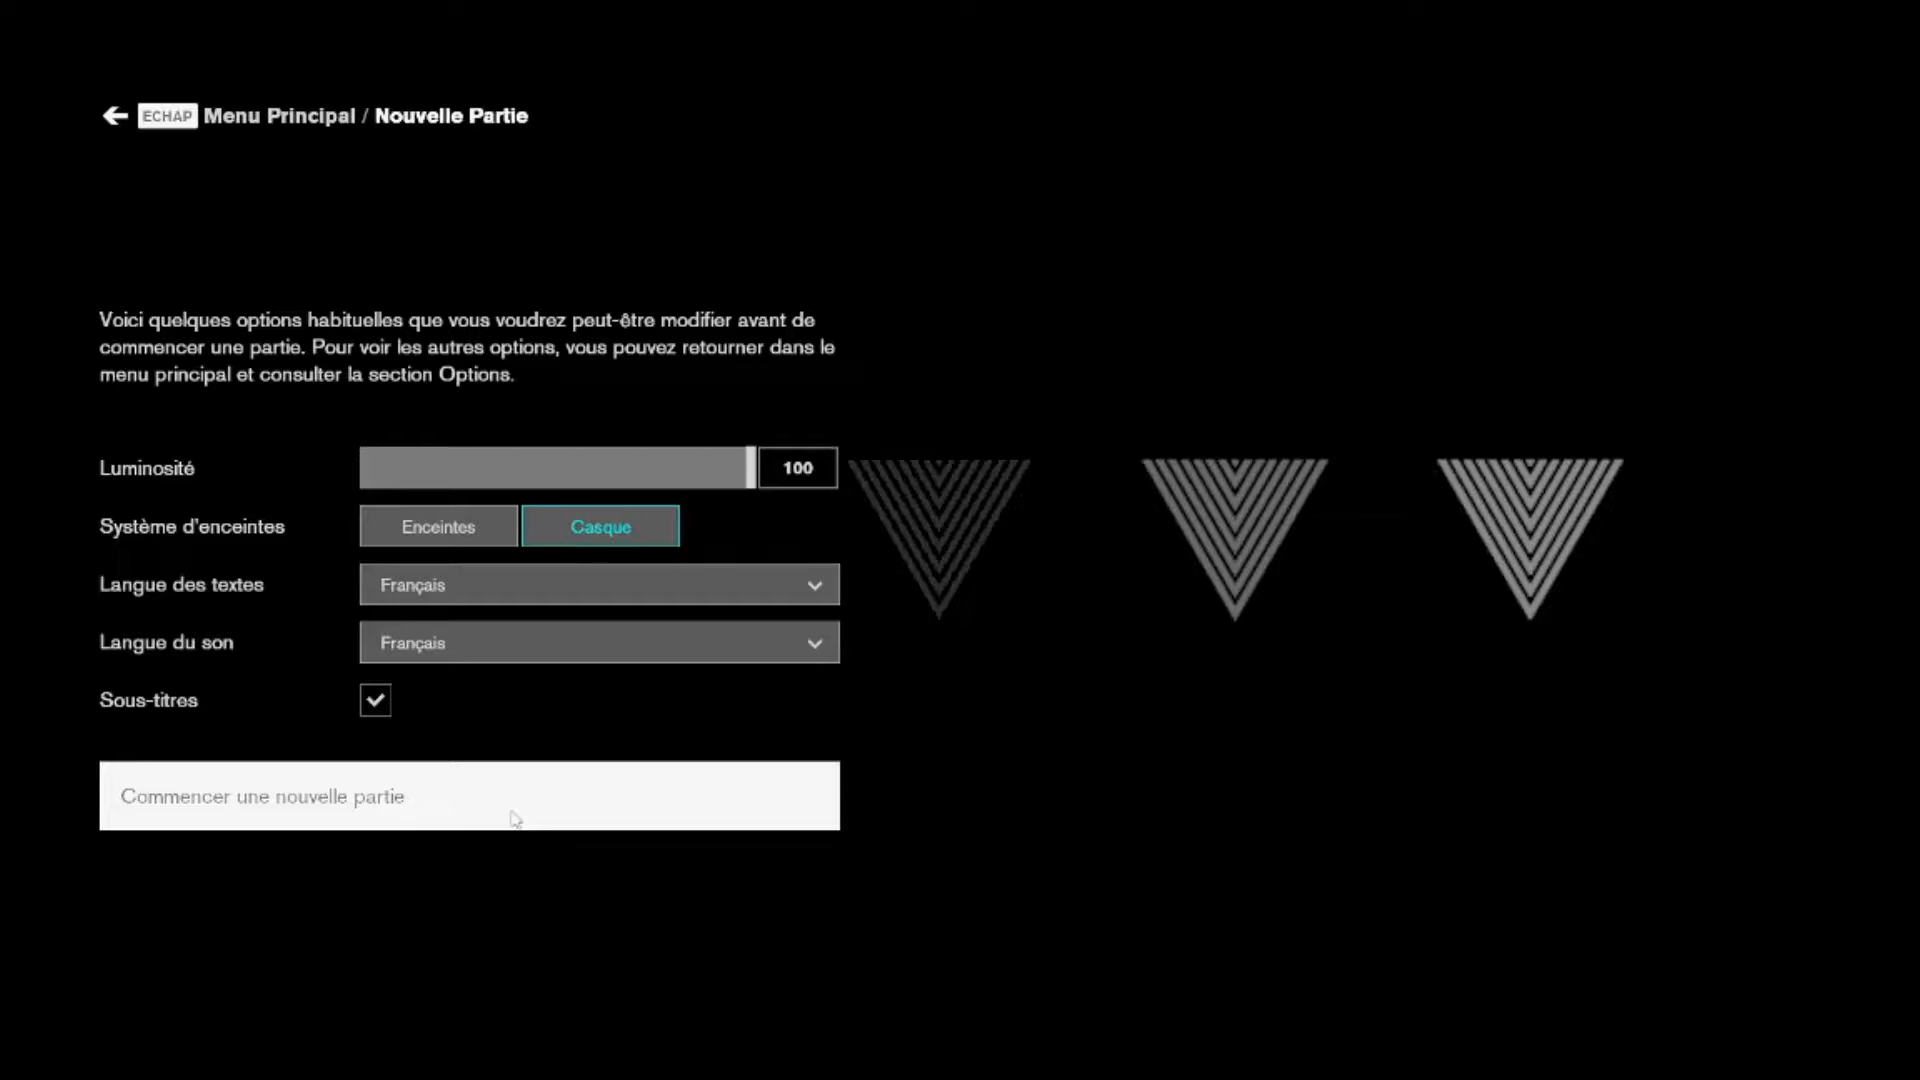 ECHAP Menu Principal / Nouvelle Partie
Voici quelques options habituelles que vous voudrez peut-être modifier avant de
commencer une partie. Pour voir les autres options, vous pouvez retourner dans le
menu principal et consulter la section Options.
Luminosité 100
Système d'enceintes Enceintes Casque
Langue des textes Français
Langue du son Français
Sous-titres
Commencer une nouvelle partie